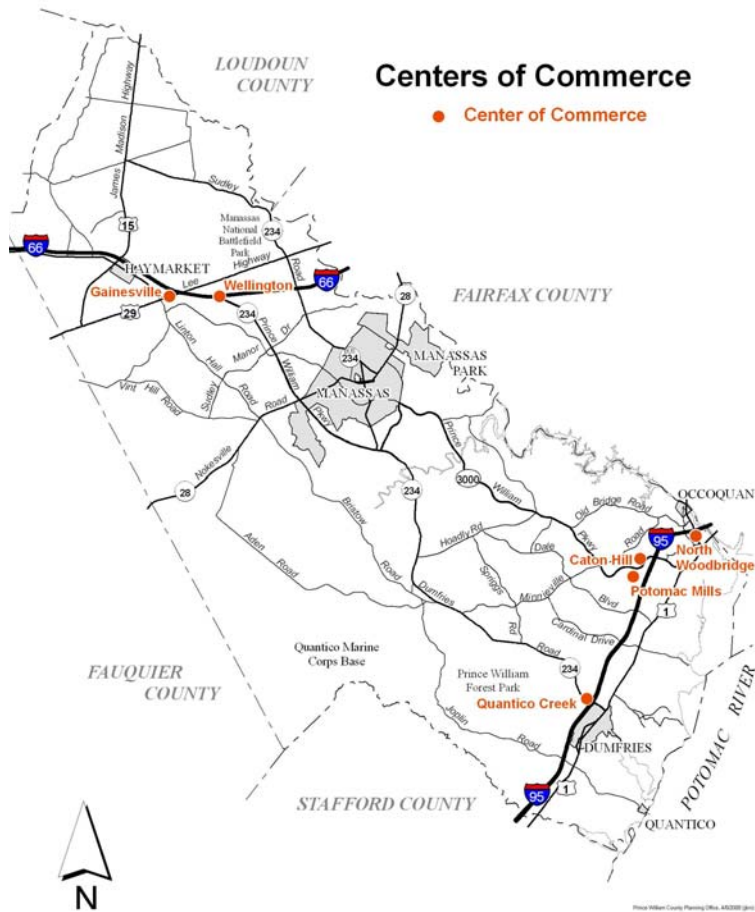 LOUDOUN
COUNTY
Centers of Commerce
Center of Commerce
James Madison Highway
Sudley
15
234
Manassas
National
Battlefield
Park
66
HAYMARKET
Lee Highway
Road
66
Gainesville
Wellington
29
234
28
FAIRFAX COUNTY
Linton Hall Road
Sudley Manor Dr
Prince William Pkwy
234
MANASSAS
PARK
Vint Hill Road
MANASSAS
Nokesville Road
28
Prince William Pkwy
3000
234
Bristow Road
Aden Road
Hoadly Rd
Old Bridge Road
OCCOQUAN
95
North
Woodbridge
Caton Hill
Potomac Mills
Dale Blvd
Minnieville Road
Spriggs Rd
1
Cardinal Drive
Dumfries Road
234
Quantico Marine
Corps Base
FAUQUIER
COUNTY
Prince William
Forest Park
Quantico Creek
Joplin Road
DUMFRIES
POTOMAC RIVER
STAFFORD COUNTY
95
1
QUANTICO
N